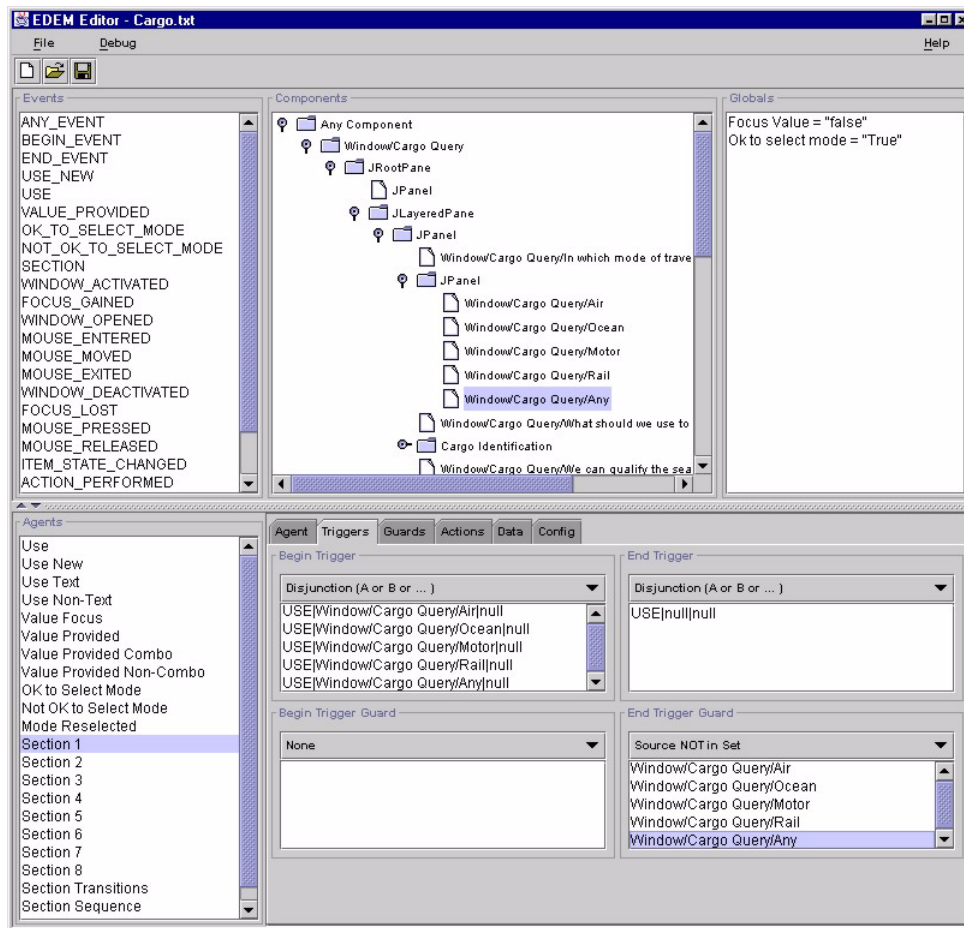 EDEM Editor - Cargo.txt
File Debug Help
Events
ANY_EVENT
BEGIN_EVENT
END_EVENT
USE_NEW
USE
VALUE_PROVIDED
OK_TO_SELECT_MODE
NOT_OK_TO_SELECT_MODE
SECTION
WINDOW_ACTIVATED
FOCUS_GAINED
WINDOW_OPENED
MOUSE_ENTERED
MOUSE_MOVED
MOUSE_EXITED
WINDOW_DEACTIVATED
FOCUS_LOST
MOUSE_PRESSED
MOUSE_RELEASED
ITEM_STATE_CHANGED
ACTION_PERFORMED
Components
Any Component
Window/Cargo Query
JRootPane
JPanel
JLayeredPane
JPanel
Window/Cargo Query/In which mode of trave
JPanel
Window/Cargo Query/Air
Window/Cargo Query/Ocean
Window/Cargo Query/Motor
Window/Cargo Query/Rail
Window/Cargo Query/Any
Window/Cargo Query/What should we use to
Cargo Identification
Window/Cargo Query/We can qualify the sea
Globals
Focus Value = "false"
Ok to select mode = "True"
Agents
Use
Use New
Use Text
Use Non-Text
Value Focus
Value Provided
Value Provided Combo
Value Provided Non-Combo
OK to Select Mode
Not OK to Select Mode
Mode Reselected
Section 1
Section 2
Section 3
Section 4
Section 5
Section 6
Section 7
Section 8
Section Transitions
Section Sequence
Agent Triggers Guards Actions Data Config
Begin Trigger
Disjunction (A or B or ... )
USE|Window/Cargo Query/Air|null
USE|Window/Cargo Query/Ocean|null
USE|Window/Cargo Query/Motor|null
USE|Window/Cargo Query/Rail|null
USE|Window/Cargo Query/Any|null
End Trigger
Disjunction (A or B or ... )
USE|null|null
Begin Trigger Guard
None
End Trigger Guard
Source NOT in Set
Window/Cargo Query/Air
Window/Cargo Query/Ocean
Window/Cargo Query/Motor
Window/Cargo Query/Rail
Window/Cargo Query/Any